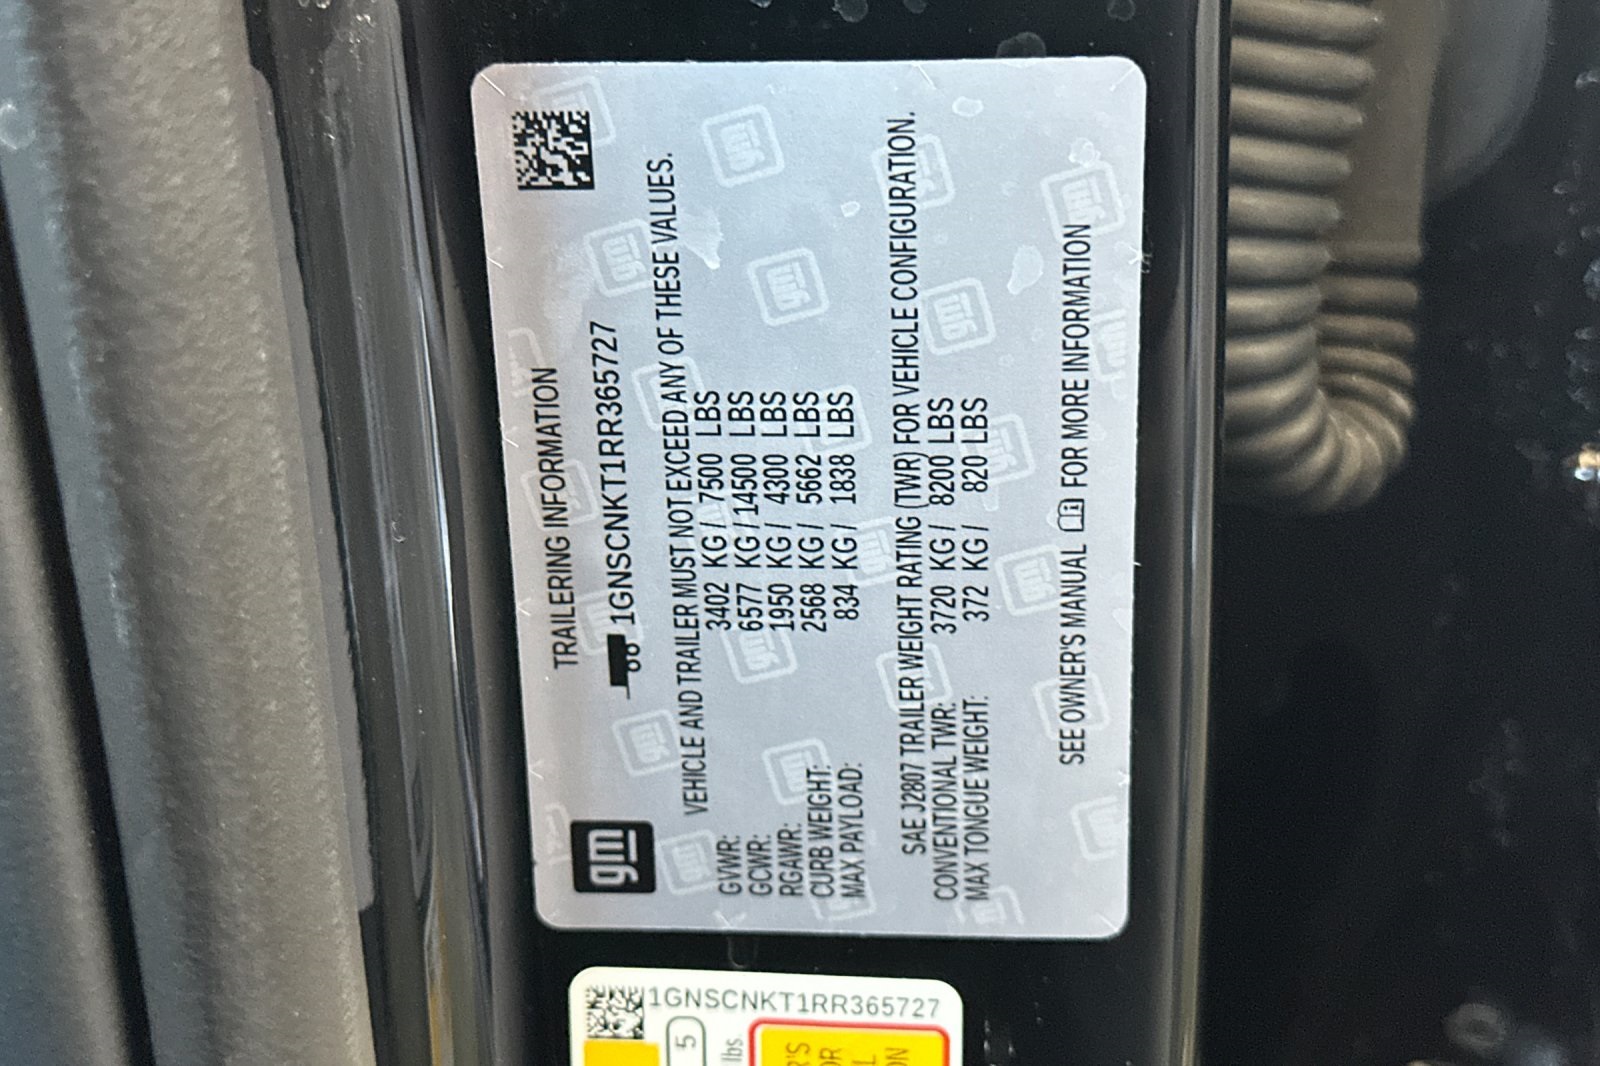 TRAILERING INFORMATION
gm
1GNSCNKT1RR365727
VEHICLE AND TRAILER MUST NOT EXCEED ANY OF THESE VALUES.
GVWR: 3402 KG / 7500 LBS
GCWR: 6577 KG / 14500 LBS
RGAWR: 1950 KG / 4300 LBS
CURB WEIGHT: 2568 KG / 5662 LBS
MAX PAYLOAD: 834 KG / 1838 LBS
SAE J2807 TRAILER WEIGHT RATING (TWR) FOR VEHICLE CONFIGURATION.
CONVENTIONAL TWR: 3720 KG / 8200 LBS
MAX TONGUE WEIGHT: 372 KG / 820 LBS
SEE OWNER'S MANUAL FOR MORE INFORMATION
1GNSCNKT1RR365727
5
lbs.